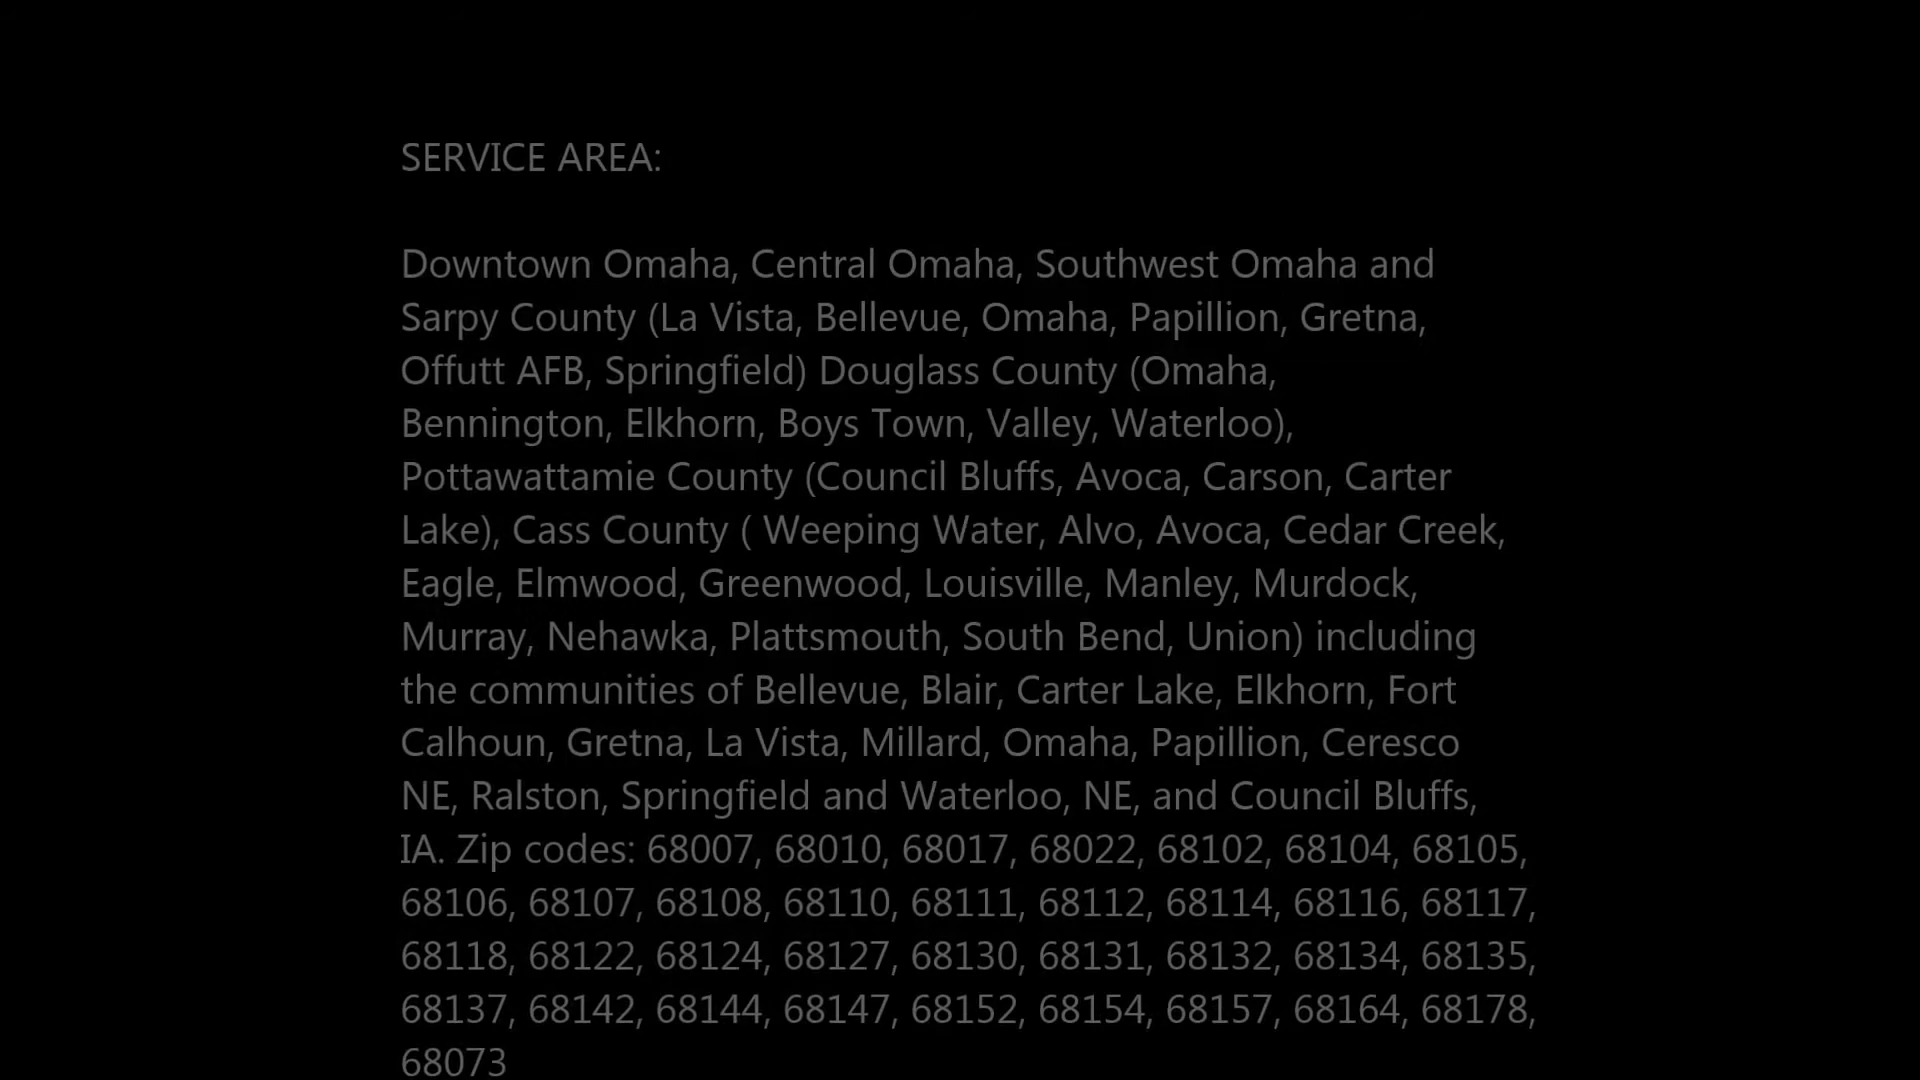 SERVICE AREA:
Downtown Omaha, Central Omaha, Southwest Omaha and
Sarpy County (La Vista, Bellevue, Omaha, Papillion, Gretna,
Offutt AFB, Springfield) Douglass County (Omaha,
Bennington, Elkhorn, Boys Town, Valley, Waterloo),
Pottawattamie County (Council Bluffs, Avoca, Carson, Carter
Lake), Cass County ( Weeping Water, Alvo, Avoca, Cedar Creek,
Eagle, Elmwood, Greenwood, Louisville, Manley, Murdock,
Murray, Nehawka, Plattsmouth, South Bend, Union) including
the communities of Bellevue, Blair, Carter Lake, Elkhorn, Fort
Calhoun, Gretna, La Vista, Millard, Omaha, Papillion, Ceresco
NE, Ralston, Springfield and Waterloo, NE, and Council Bluffs,
IA. Zip codes: 68007, 68010, 68017, 68022, 68102, 68104, 68105,
68106, 68107, 68108, 68110, 68111, 68112, 68114, 68116, 68117,
68118, 68122, 68124, 68127, 68130, 68131, 68132, 68134, 68135,
68137, 68142, 68144, 68147, 68152, 68154, 68157, 68164, 68178,
68073